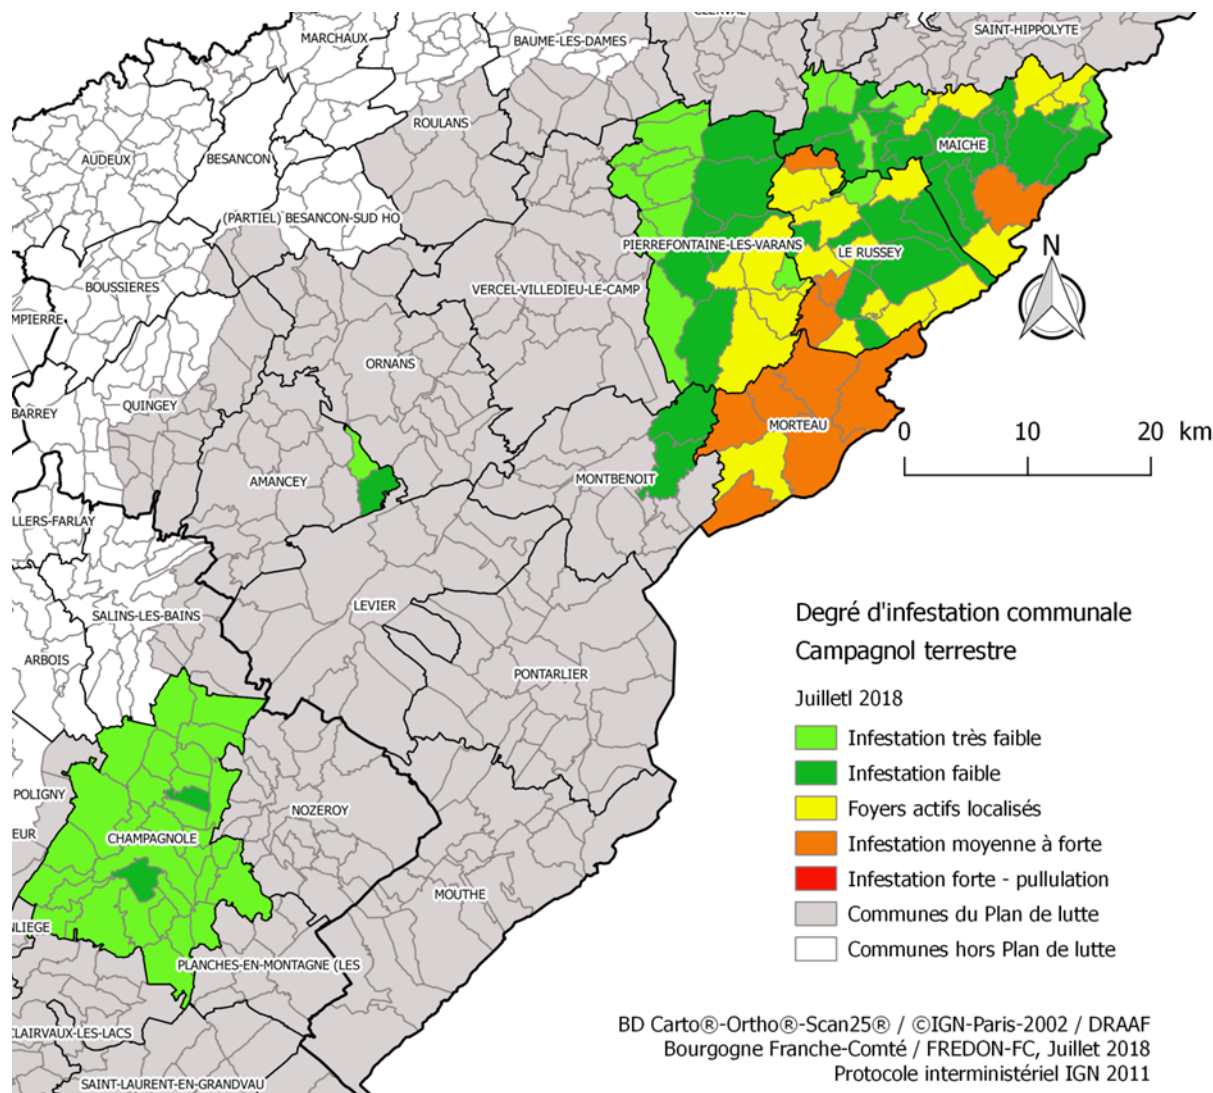 CLERVAL
SAINT-HIPPOLYTE
MARCHAUX
BAUME-LES-DAMES
ROULANS
AUDEUX
BESANCON
MAICHE
(PARTIEL) BESANCON-SUD HO
PIERREFONTAINE-LES-VARANS
LE RUSSEY
N
BOUSSIERES
VERCEL-VILLEDIEU-LE-CAMP
MPIERRE
ORNANS
BARREY
QUINGEY
MORTEAU
0 10 20 km
AMANCEY
MONTBENOIT
LLERS-FARLAY
LEVIER
SALINS-LES-BAINS
ARBOIS
PONTARLIER
Degré d'infestation communale
Campagnol terrestre
Juilletl 2018
Infestation très faible
Infestation faible
Foyers actifs localisés
Infestation moyenne à forte
Infestation forte - pullulation
Communes du Plan de lutte
Communes hors Plan de lutte
POLIGNY
NOZEROY
EUR
CHAMPAGNOLE
MOUTHE
NLIEGE
PLANCHES-EN-MONTAGNE (LES
CLAIRVAUX-LES-LACS
SAINT-LAURENT-EN-GRANDVAU
BD Carto®-Ortho®-Scan25® / ©IGN-Paris-2002 / DRAAF
Bourgogne Franche-Comté / FREDON-FC, Juillet 2018
Protocole interministériel IGN 2011